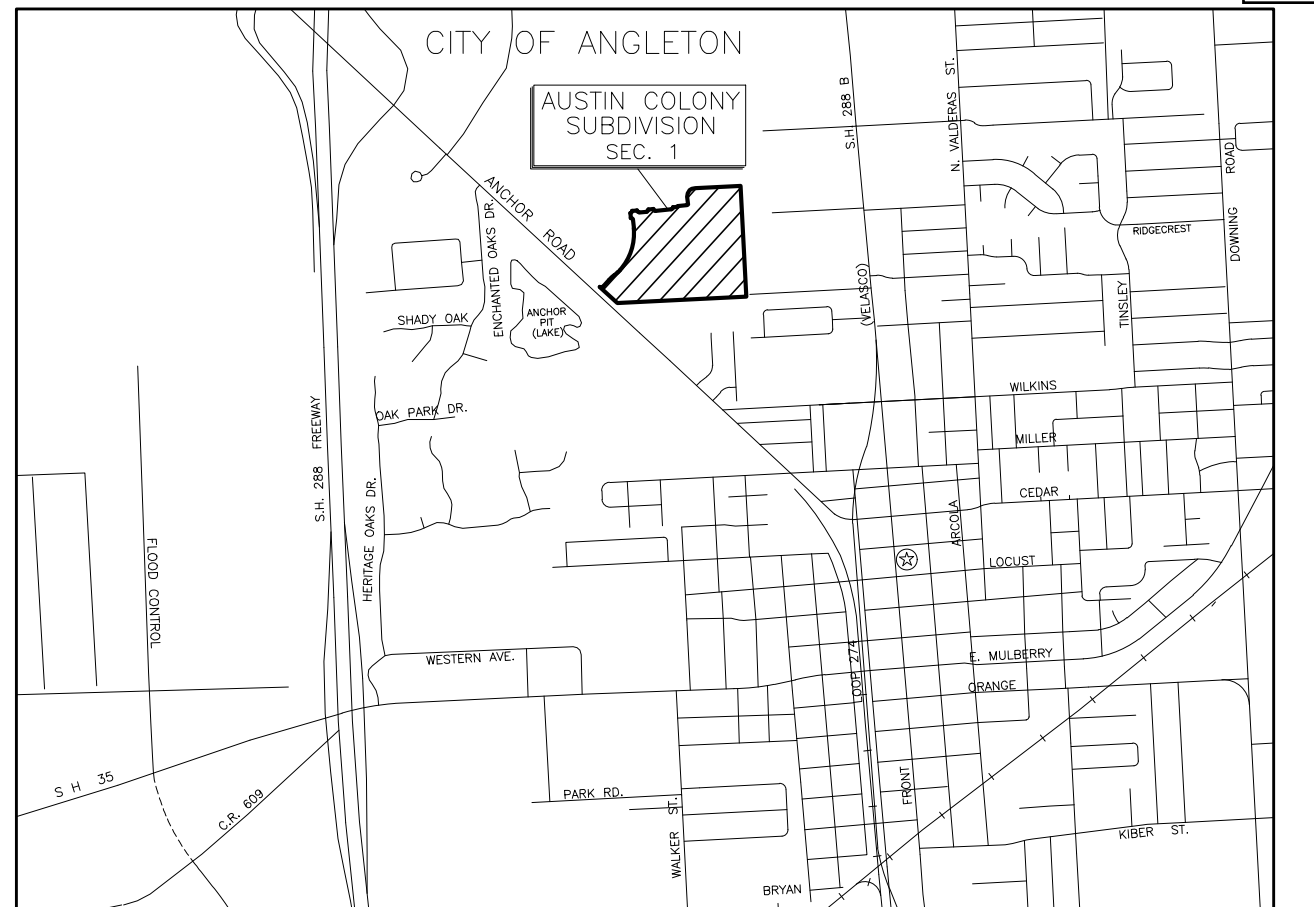 CITY OF ANGLETON
AUSTIN COLONY
SUBDIVISION
SEC. 1
S.H. 288 B
N. VALDERAS ST.
ROAD
DOWNING
ANCHOR
ROAD
ENCHANTED OAKS DR.
RIDGECREST
(VELASCO)
TINSLEY
SHADY OAK
ANCHOR
PIT
(LAKE)
WILKINS
OAK PARK DR.
S.H. 288 FREEWAY
MILLER
CEDAR
ARCOLA
HERITAGE OAKS DR.
FLOOD CONTROL
LOCUST
WESTERN AVE.
E. MULBERRY
LOOP 274
ORANGE
S H 35
C.R. 609
PARK RD.
WALKER ST.
FRONT
KIBER ST.
BRYAN